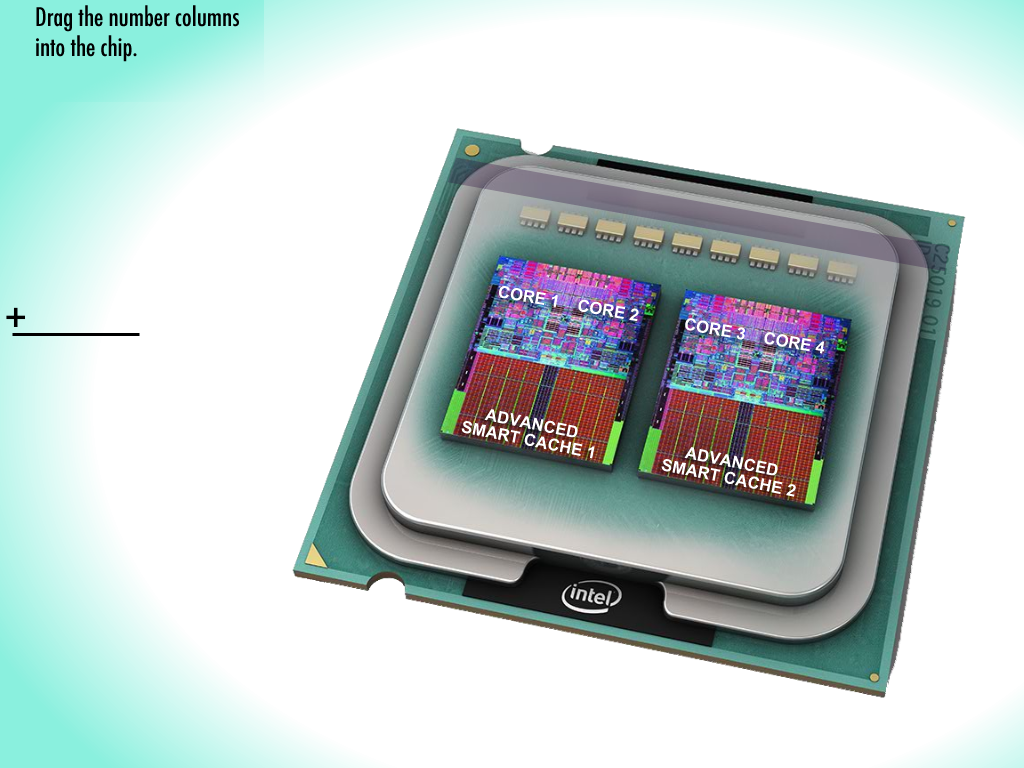 Drag the number columns
into the chip.
+
CORE 1
CORE 2
CORE 3
CORE 4
ADVANCED
SMART CACHE 1
ADVANCED
SMART CACHE 2
intel